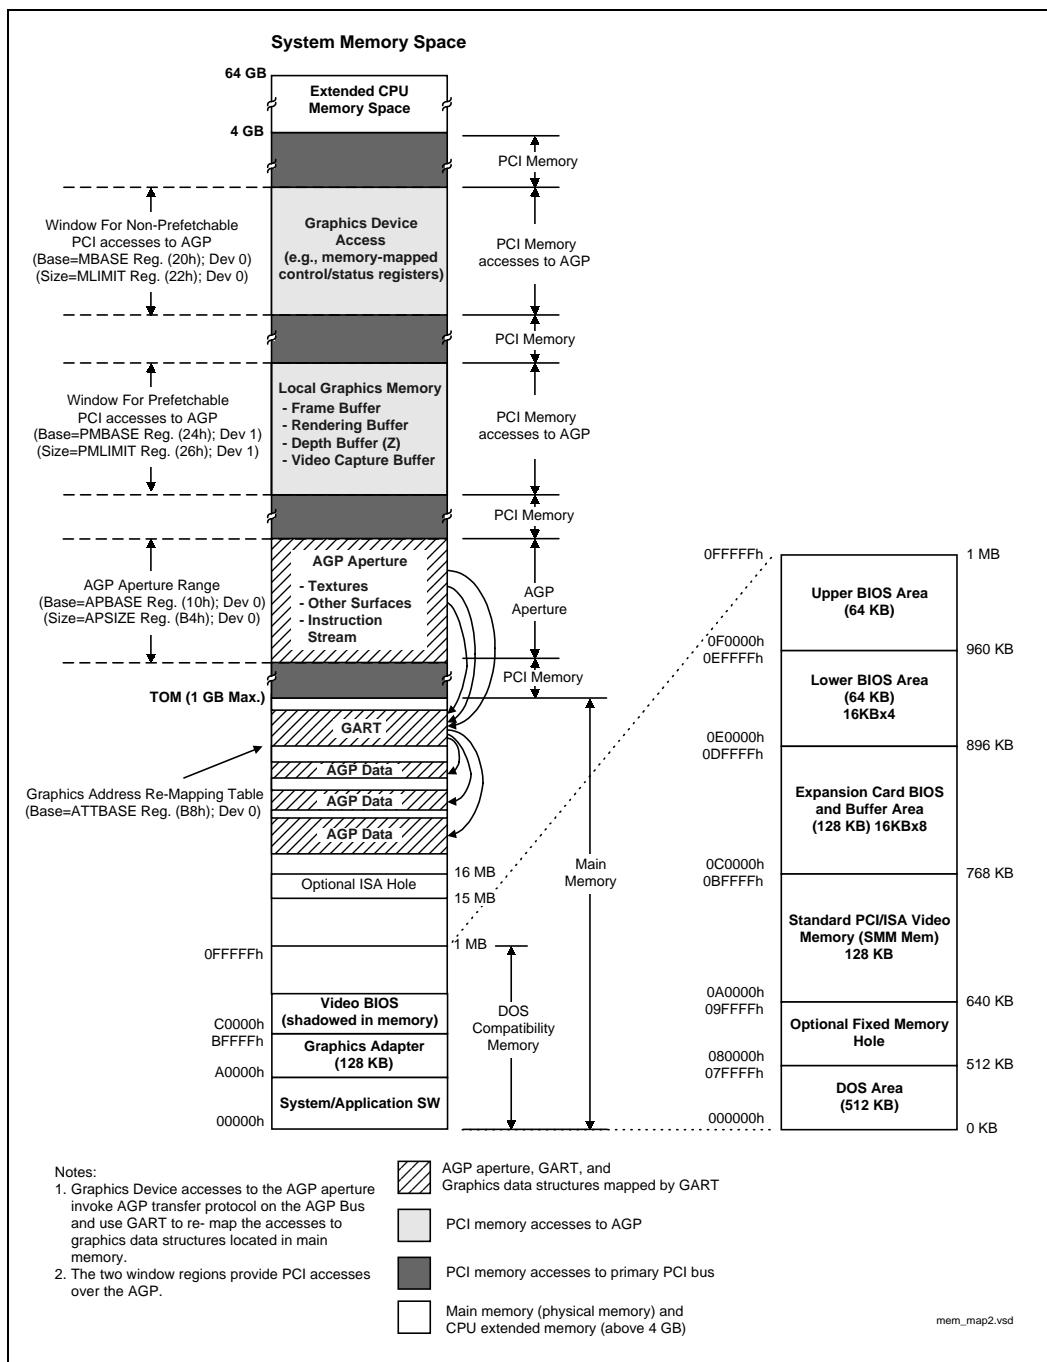 System Memory Space
64 GB
Extended CPU
Memory Space
4 GB
PCI Memory
Window For Non-Prefetchable
PCI accesses to AGP
(Base=MBASE Reg. (20h); Dev 0)
(Size=MLIMIT Reg. (22h); Dev 0)
Graphics Device
Access
(e.g., memory-mapped
control/status registers)
PCI Memory
accesses to AGP
PCI Memory
Window For Prefetchable
PCI accesses to AGP
(Base=PMBASE Reg. (24h); Dev 1)
(Size=PMLIMIT Reg. (26h); Dev 1)
Local Graphics Memory
- Frame Buffer
- Rendering Buffer
- Depth Buffer (Z)
- Video Capture Buffer
PCI Memory
accesses to AGP
PCI Memory
AGP Aperture Range
(Base=APBASE Reg. (10h); Dev 0)
(Size=APSIZE Reg. (B4h); Dev 0)
AGP Aperture
- Textures
- Other Surfaces
- Instruction
Stream
AGP
Aperture
PCI Memory
TOM (1 GB Max.)
GART
AGP Data
AGP Data
AGP Data
Graphics Address Re-Mapping Table
(Base=ATTBASE Reg. (B8h); Dev 0)
16 MB
Optional ISA Hole
15 MB
Main
Memory
1 MB
0FFFFFh
Video BIOS
(shadowed in memory)
C0000h
BFFFFh
Graphics Adapter
(128 KB)
A0000h
System/Application SW
00000h
DOS
Compatibility
Memory
0FFFFFh
1 MB
Upper BIOS Area
(64 KB)
0F0000h
0EFFFFh
960 KB
Lower BIOS Area
(64 KB)
16KBx4
0E0000h
0DFFFFh
896 KB
Expansion Card BIOS
and Buffer Area
(128 KB) 16KBx8
0C0000h
0BFFFFh
768 KB
Standard PCI/ISA Video
Memory (SMM Mem)
128 KB
0A0000h
09FFFFh
640 KB
Optional Fixed Memory
Hole
080000h
07FFFFh
512 KB
DOS Area
(512 KB)
000000h
0 KB
Notes:
1. Graphics Device accesses to the AGP aperture
invoke AGP transfer protocol on the AGP Bus
and use GART to re- map the accesses to
graphics data structures located in main
memory.
2. The two window regions provide PCI accesses
over the AGP.
AGP aperture, GART, and
Graphics data structures mapped by GART
PCI memory accesses to AGP
PCI memory accesses to primary PCI bus
Main memory (physical memory) and
CPU extended memory (above 4 GB)
mem_map2.vsd